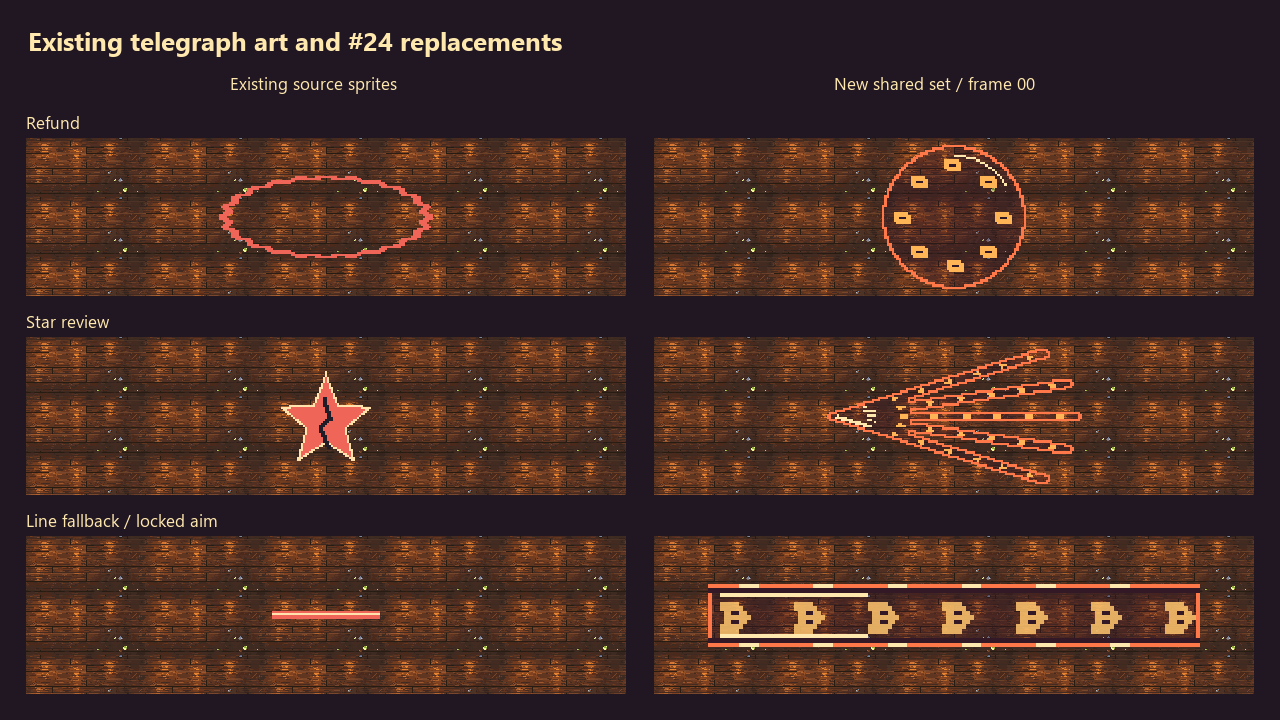 Existing telegraph art and #24 replacements
Existing source sprites
New shared set / frame 00
Refund
Star review
Line fallback / locked aim